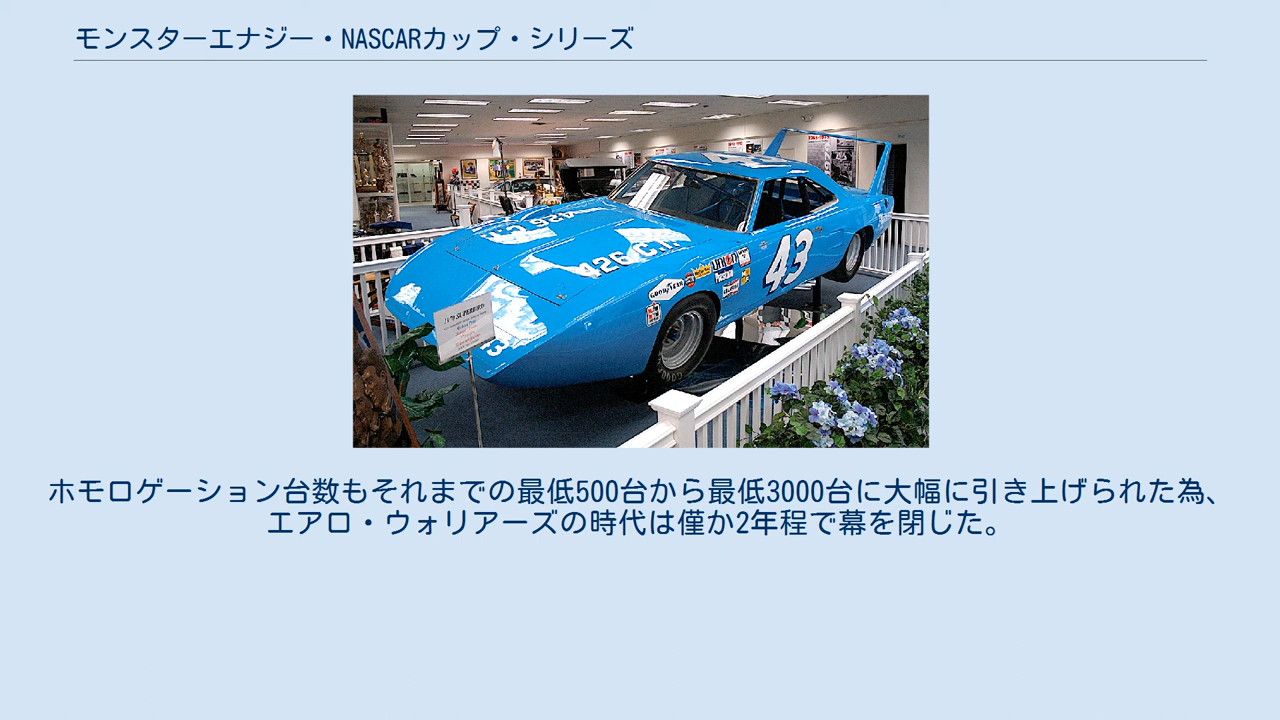 モンスターエナジー・NASCARカップ・シリーズ
43
426 C.I.
43
GOODYEAR
ホモロゲーション台数もそれまでの最低500台から最低3000台に大幅に引き上げられた為、
エアロ・ウォリアーズの時代は僅か2年程で幕を閉じた。